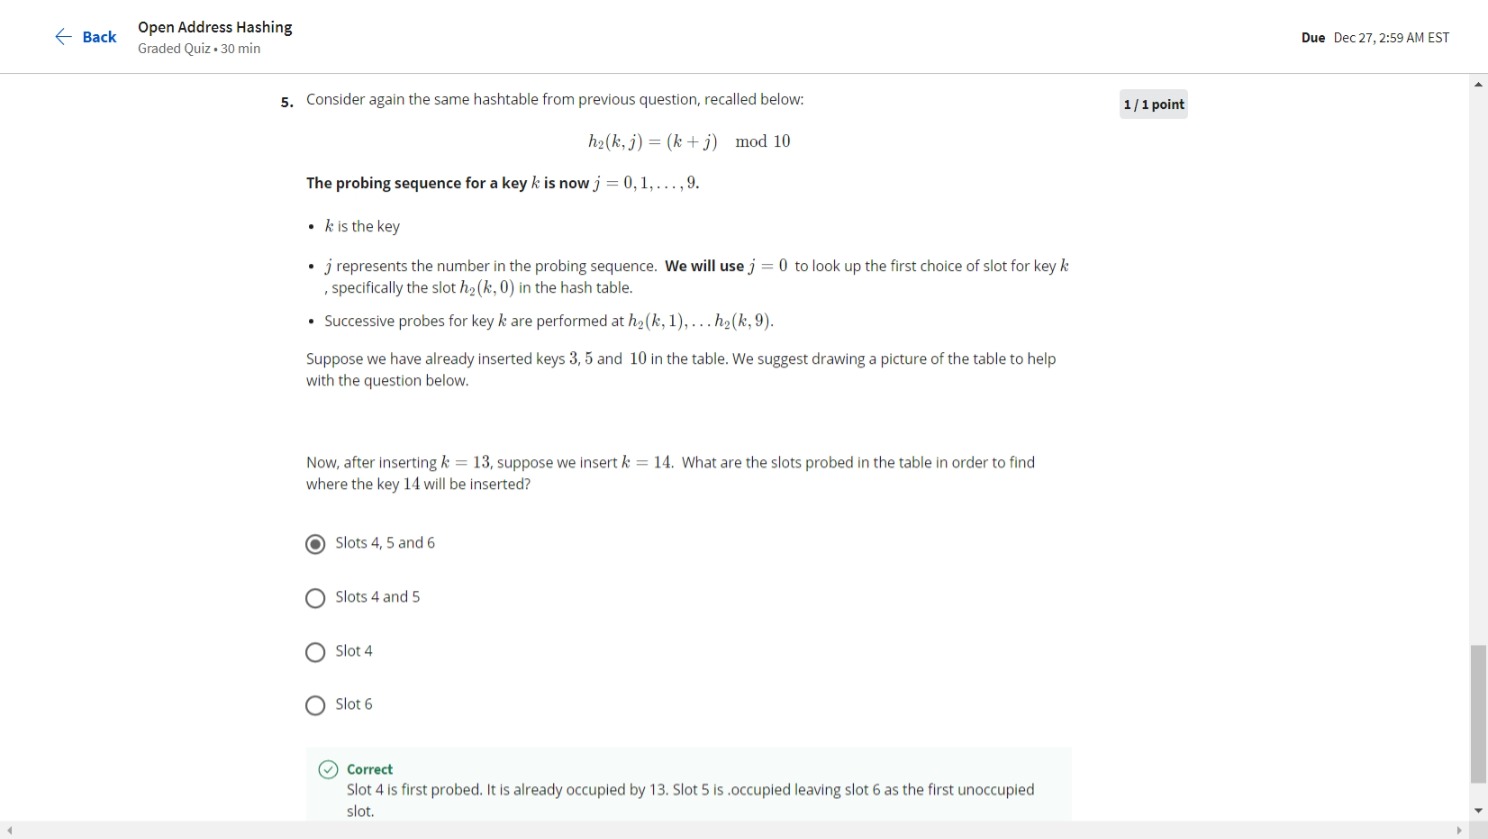 Back
Open Address Hashing
Graded Quiz • 30 min
Due Dec 27, 2:59 AM EST
5. Consider again the same hashtable from previous question, recalled below:
1 / 1 point
h₂(k, j) = (k + j) mod 10
The probing sequence for a key k is now j = 0, 1, . . . , 9.
• k is the key
• j represents the number in the probing sequence. We will use j = 0 to look up the first choice of slot for key k
, specifically the slot h₂(k, 0) in the hash table.
• Successive probes for key k are performed at h₂(k, 1), . . . h₂(k, 9).
Suppose we have already inserted keys 3, 5 and 10 in the table. We suggest drawing a picture of the table to help
with the question below.
Now, after inserting k = 13, suppose we insert k = 14. What are the slots probed in the table in order to find
where the key 14 will be inserted?
Slots 4, 5 and 6
Slots 4 and 5
Slot 4
Slot 6
Correct
Slot 4 is first probed. It is already occupied by 13. Slot 5 is .occupied leaving slot 6 as the first unoccupied
slot.